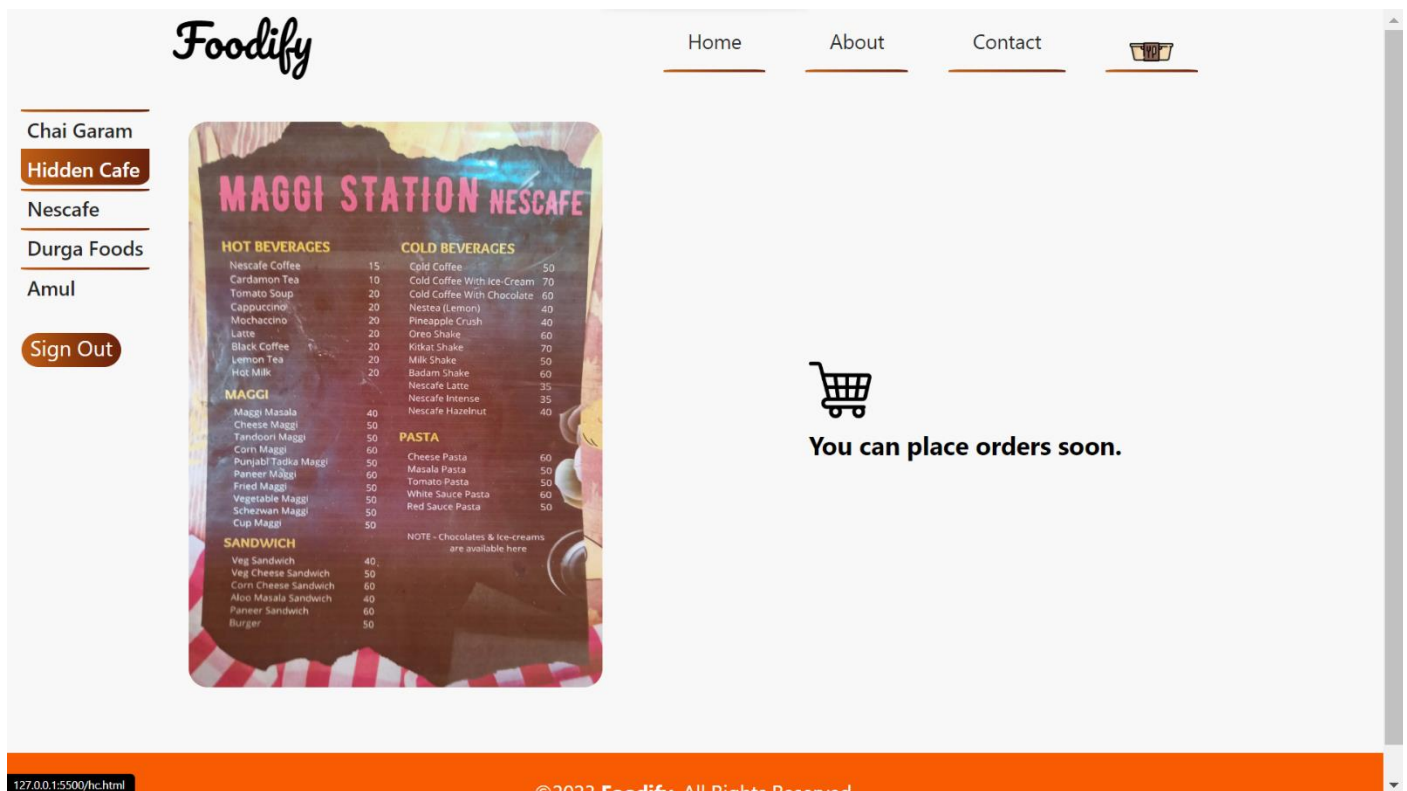 Foodify
Home About Contact
YP
Chai Garam
Hidden Cafe
Nescafe
Durga Foods
Amul
Sign Out
MAGGI STATION NESCAFE
HOT BEVERAGES
Nescafe Coffee 15
Cardamon Tea 10
Tomato Soup 20
Cappuccino 20
Mochaccino 20
Latte 20
Black Coffee 20
Lemon Tea 20
Hot Milk 20
MAGGI
Maggi Masala 40
Cheese Maggi 50
Tandoori Maggi 50
Corn Maggi 60
Punjabi Tadka Maggi 50
Paneer Maggi 60
Fried Maggi 50
Vegetable Maggi 50
Schezwan Maggi 50
Cup Maggi 50
SANDWICH
Veg Sandwich 40
Veg Cheese Sandwich 50
Corn Cheese Sandwich 60
Aloo Masala Sandwich 40
Paneer Sandwich 60
Burger 50
COLD BEVERAGES
Cold Coffee 50
Cold Coffee With Ice-Cream 70
Cold Coffee With Chocolate 60
Nestea (Lemon) 40
Pineapple Crush 40
Oreo Shake 60
Kitkat Shake 70
Milk Shake 50
Badam Shake 60
Nescafe Latte 35
Nescafe Intense 35
Nescafe Hazelnut 40
PASTA
Cheese Pasta 60
Masala Pasta 50
Tomato Pasta 50
White Sauce Pasta 60
Red Sauce Pasta 50
NOTE - Chocolates & Ice-creams
are available here
You can place orders soon.
©2022 Foodify. All Rights Reserved
127.0.0.1:5500/hc.html